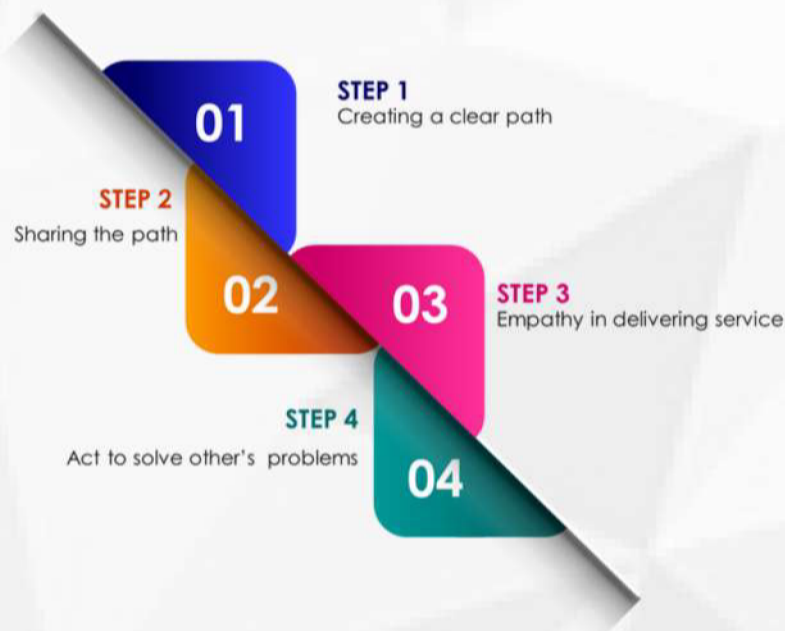 01
STEP 1
Creating a clear path
STEP 2
Sharing the path
02
03
STEP 3
Empathy in delivering service
STEP 4
Act to solve other's  problems
04